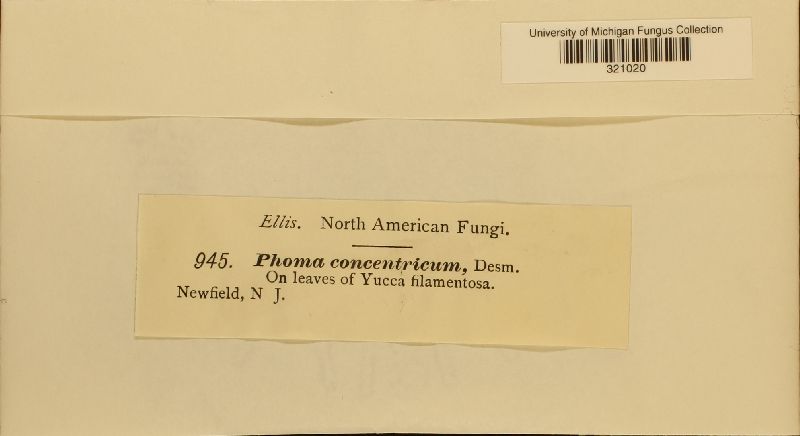 University of Michigan Fungus Collection
321020
Ellis. North American Fungi.
945. Phoma concentricum, Desm.
On leaves of Yucca filamentosa.
Newfield, N J.